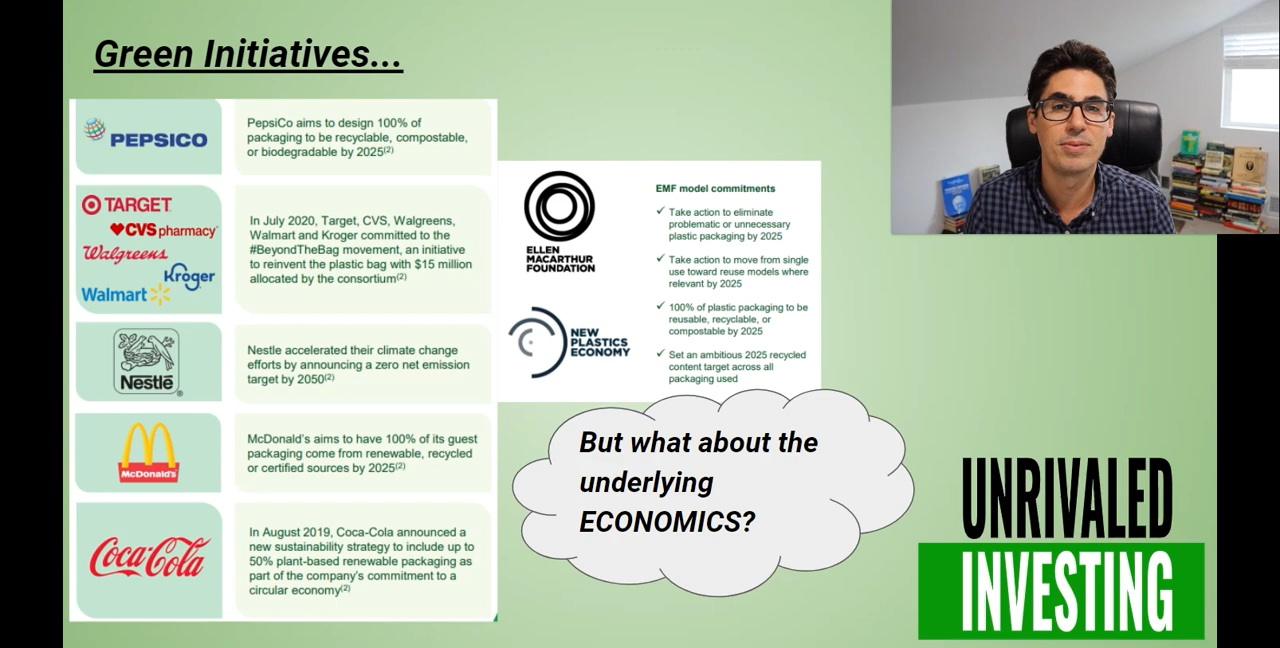 Green Initiatives...
PEPSICO
PepsiCo aims to design 100% of
packaging to be recyclable, compostable,
or biodegradable by 2025(2)
TARGET
CVS pharmacy
Walgreens
Kroger
Walmart
In July 2020, Target, CVS, Walgreens,
Walmart and Kroger committed to the
#BeyondTheBag movement, an initiative
to reinvent the plastic bag with $15 million
allocated by the consortium(2)
Nestlé
Nestle accelerated their climate change
efforts by announcing a zero net emission
target by 2050(2)
McDonald's
McDonald's aims to have 100% of its guest
packaging come from renewable, recycled
or certified sources by 2025(2)
Coca-Cola
In August 2019, Coca-Cola announced a
new sustainability strategy to include up to
50% plant-based renewable packaging as
part of the company's commitment to a
circular economy(2)
ELLEN
MACARTHUR
FOUNDATION
NEW
PLASTICS
ECONOMY
EMF model commitments
✓ Take action to eliminate
problematic or unnecessary
plastic packaging by 2025
✓ Take action to move from single
use toward reuse models where
relevant by 2025
✓ 100% of plastic packaging to be
reusable, recyclable, or
compostable by 2025
✓ Set an ambitious 2025 recycled
content target across all
packaging used
But what about the
underlying
ECONOMICS?
UNRIVALED
INVESTING